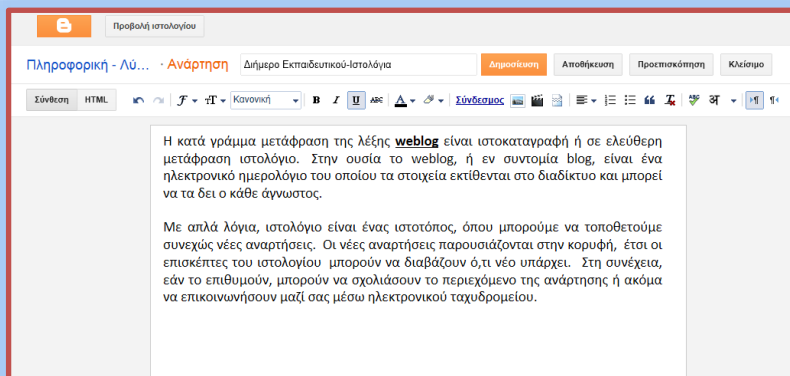 Προβολή ιστολογίου
Πληροφορική - Λύ... · Ανάρτηση Διήμερο Εκπαιδευτικού-Ιστολόγια Δημοσίευση Αποθήκευση Προεπισκόπηση Κλείσιμο
Σύνθεση HTML Κανονική B I U ABC A Σύνδεσμος
Η κατά γράμμα μετάφραση της λέξης weblog είναι ιστοκαταγραφή ή σε ελεύθερη
μετάφραση ιστολόγιο. Στην ουσία το weblog, ή εν συντομία blog, είναι ένα
ηλεκτρονικό ημερολόγιο του οποίου τα στοιχεία εκτίθενται στο διαδίκτυο και μπορεί
να τα δει ο κάθε άγνωστος.
Με απλά λόγια, ιστολόγιο είναι ένας ιστοτόπος, όπου μπορούμε να τοποθετούμε
συνεχώς νέες αναρτήσεις. Οι νέες αναρτήσεις παρουσιάζονται στην κορυφή, έτσι οι
επισκέπτες του ιστολογίου μπορούν να διαβάζουν ό,τι νέο υπάρχει. Στη συνέχεια,
εάν το επιθυμούν, μπορούν να σχολιάσουν το περιεχόμενο της ανάρτησης ή ακόμα
να επικοινωνήσουν μαζί σας μέσω ηλεκτρονικού ταχυδρομείου.